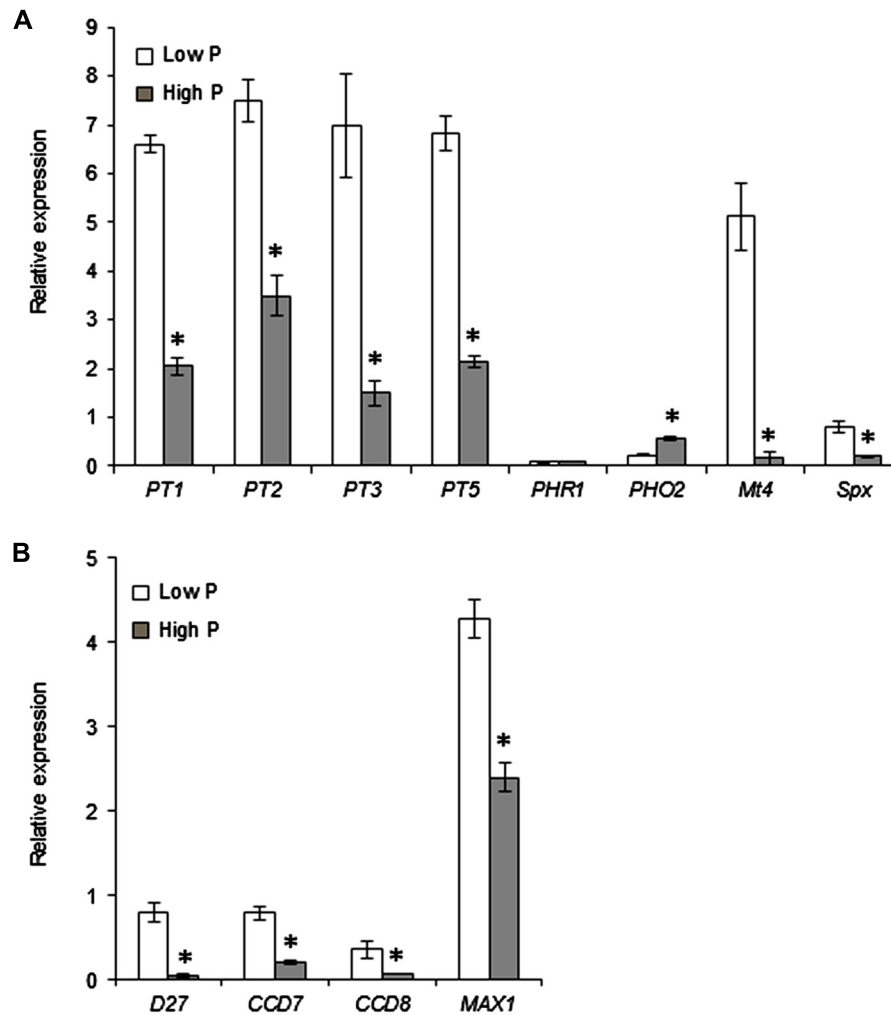 A
9
8
7
6
5
4
3
2
1
0
Relative expression
Low P
High P
*
*
*
*
*
*
*
PT1 PT2 PT3 PT5 PHR1 PHO2 Mt4 Spx
B
5
4
3
2
1
0
Relative expression
Low P
High P
*
*
*
*
D27 CCD7 CCD8 MAX1